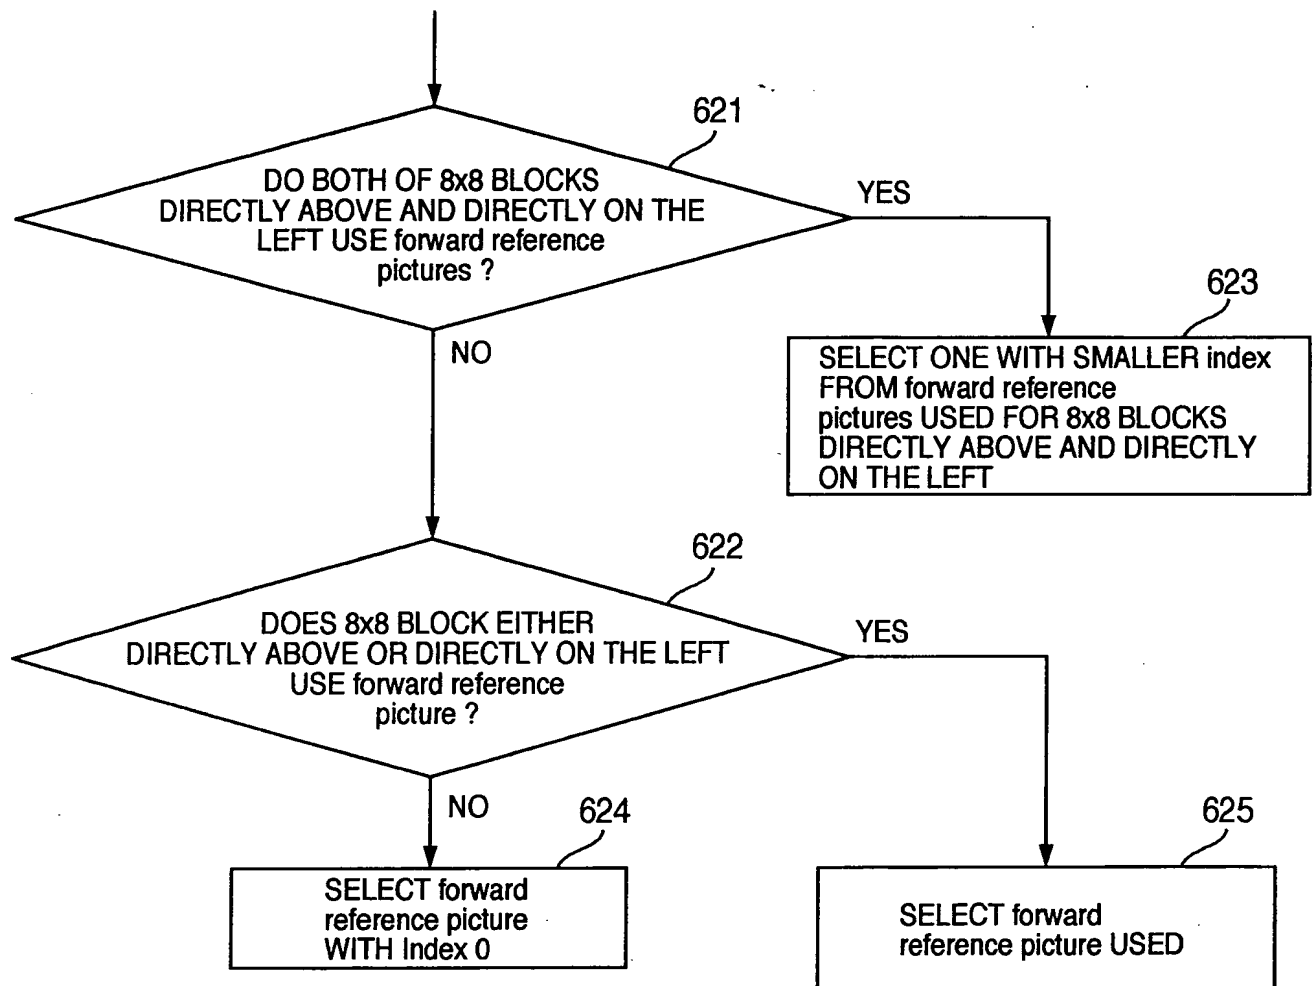 621
DO BOTH OF 8x8 BLOCKS
DIRECTLY ABOVE AND DIRECTLY ON THE
LEFT USE forward reference
pictures ?
YES
NO
623
SELECT ONE WITH SMALLER index
FROM forward reference
pictures USED FOR 8x8 BLOCKS
DIRECTLY ABOVE AND DIRECTLY
ON THE LEFT
622
DOES 8x8 BLOCK EITHER
DIRECTLY ABOVE OR DIRECTLY ON THE LEFT
USE forward reference
picture ?
YES
NO
624
SELECT forward
reference picture
WITH Index 0
625
SELECT forward
reference picture USED